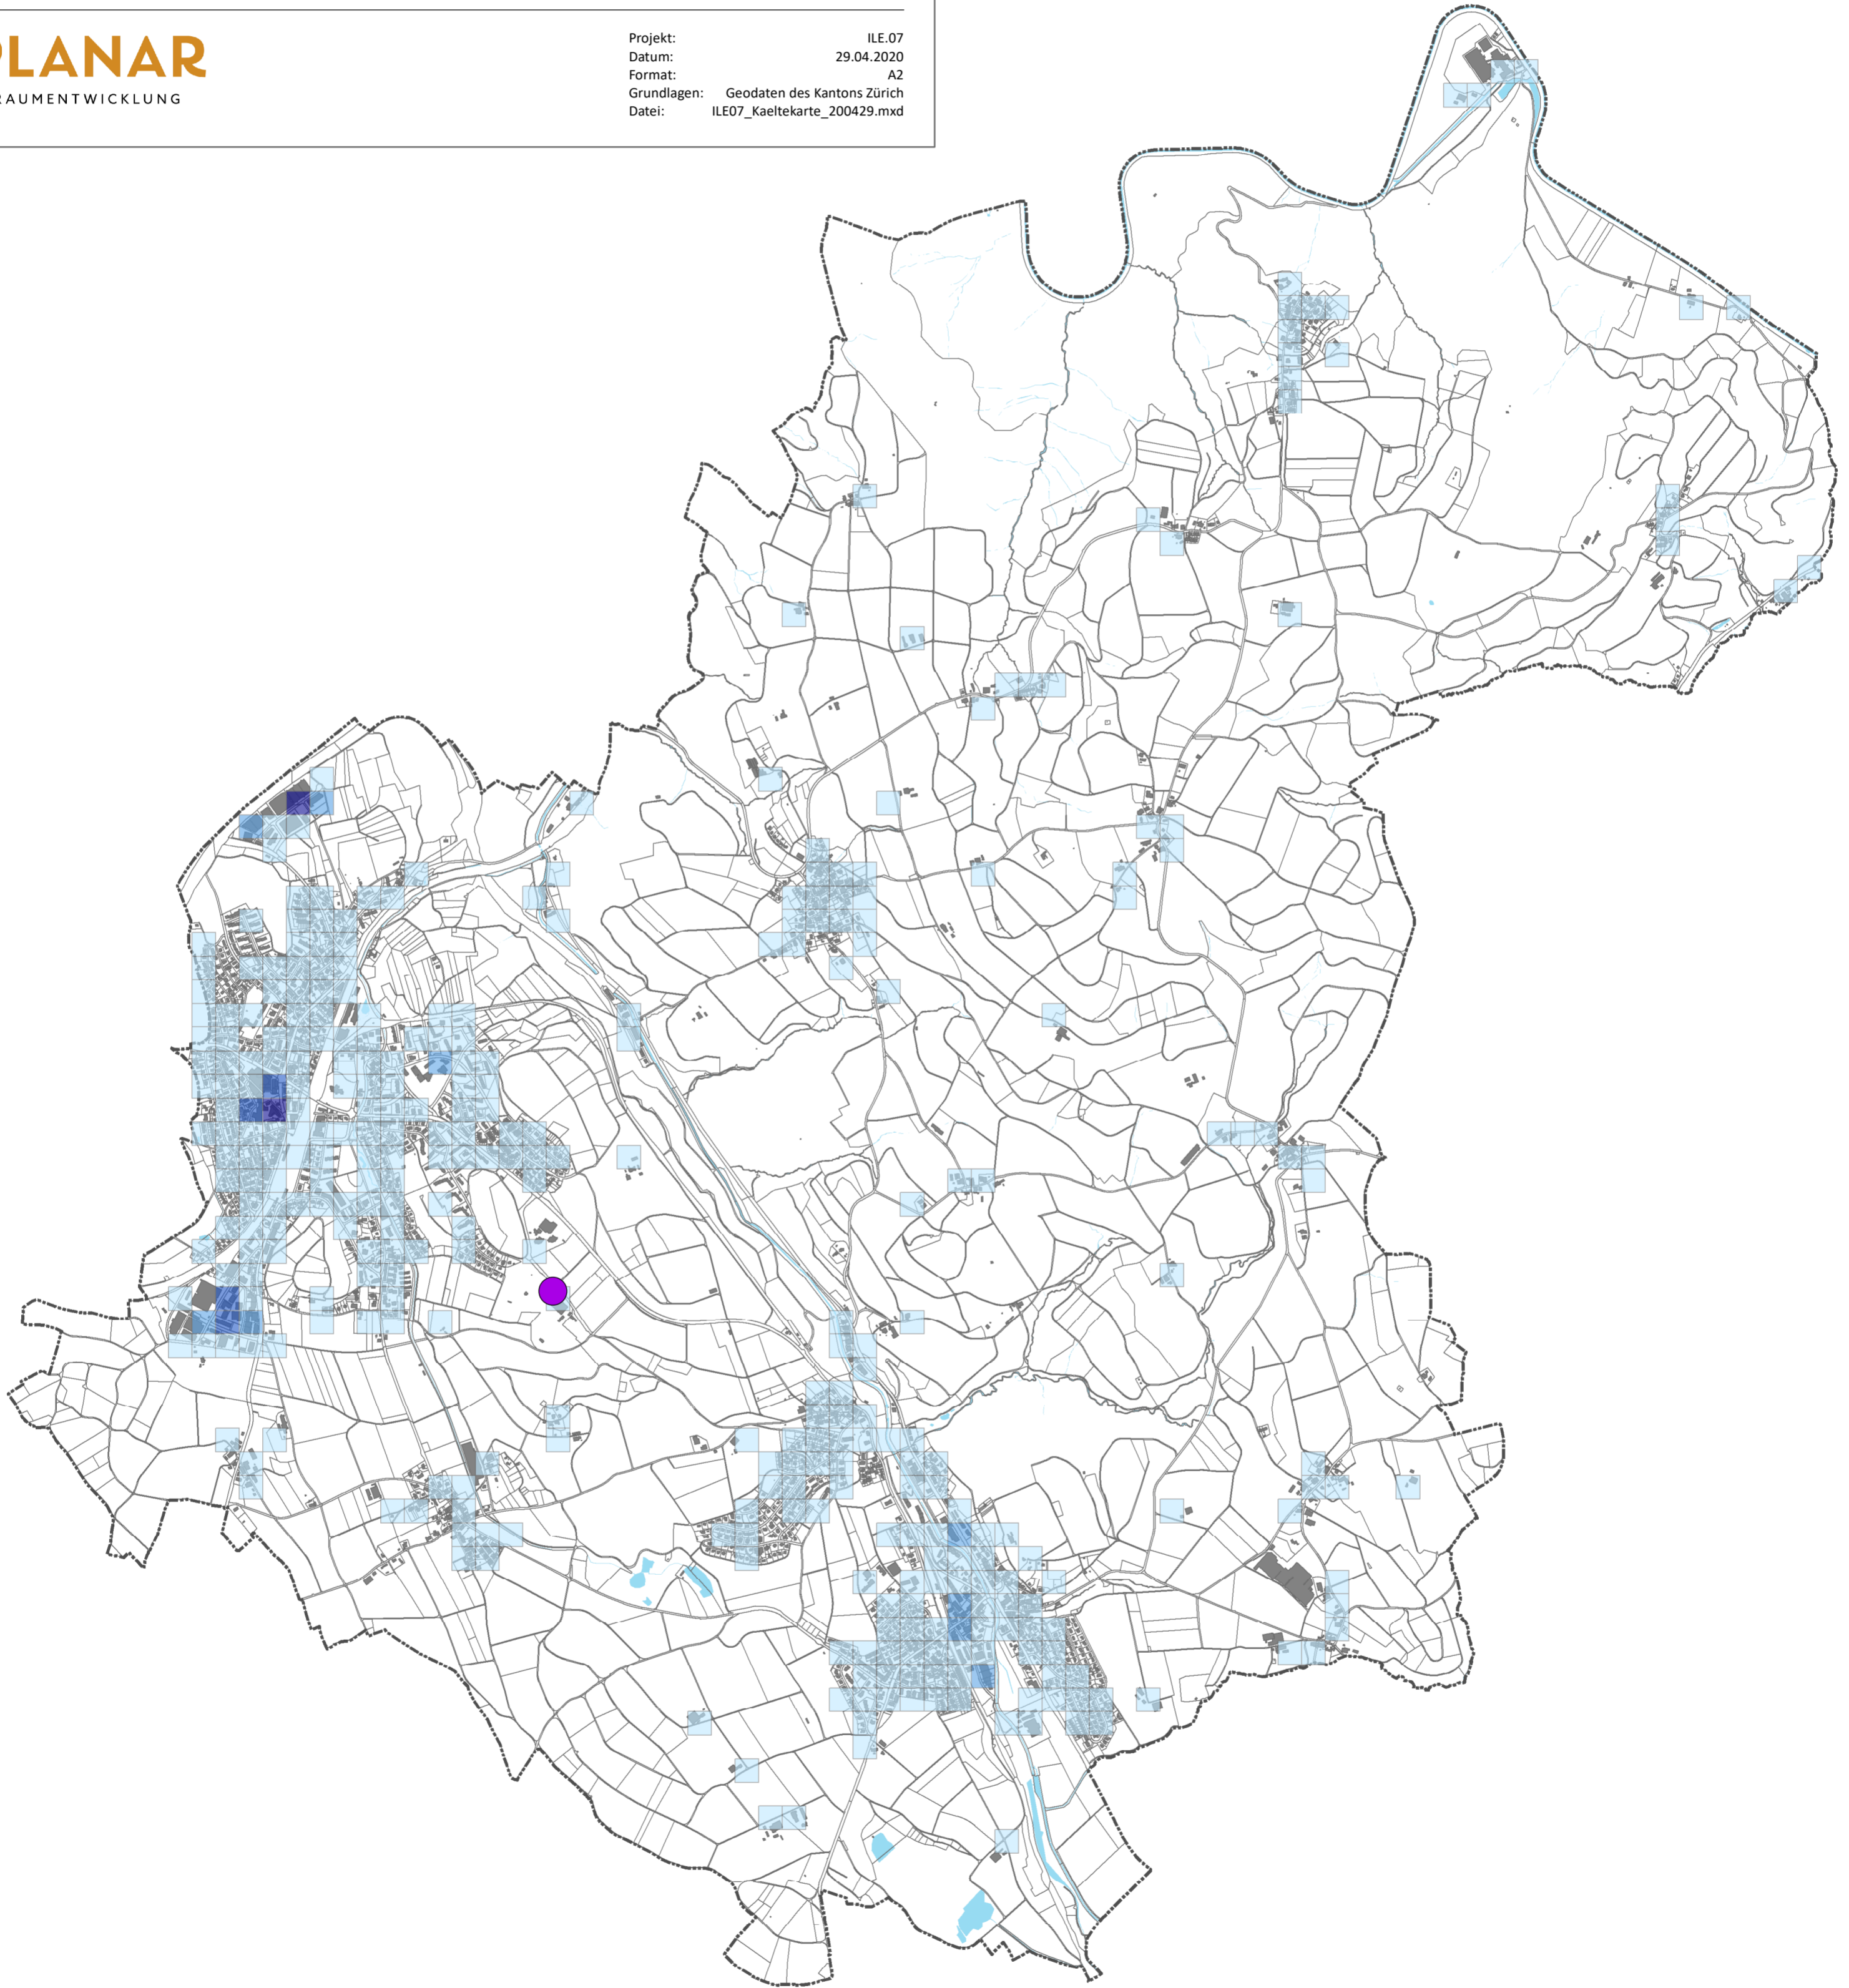 PLANAR
RAUMENTWICKLUNG
Projekt: ILE.07
Datum: 29.04.2020
Format: A2
Grundlagen: Geodaten des Kantons Zürich
Datei: ILE07_Kaeltekarte_200429.mxd